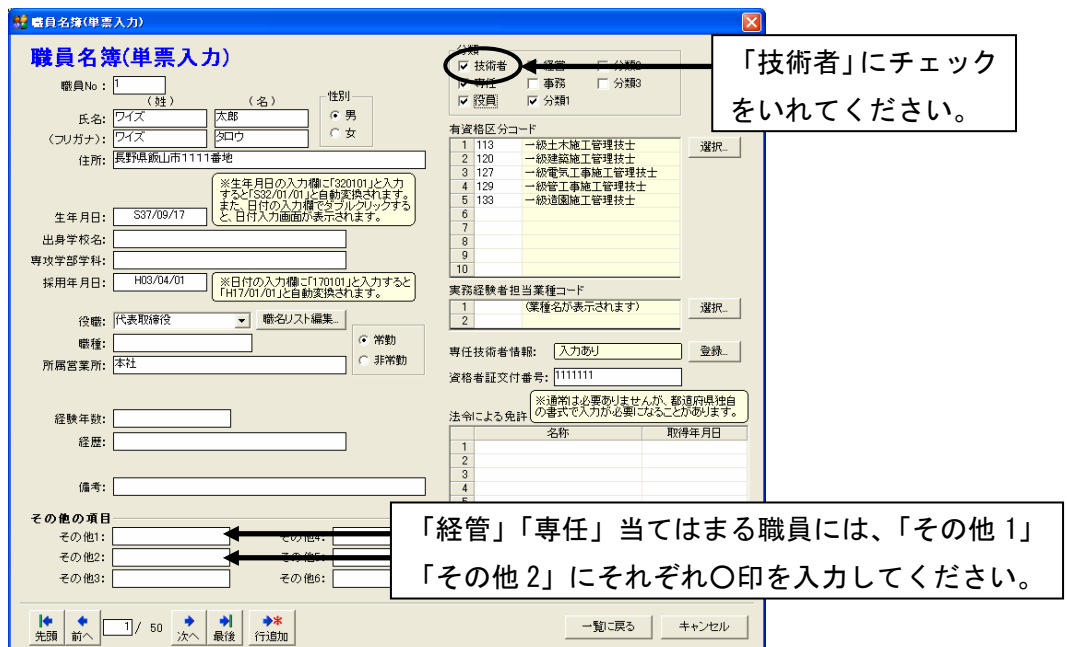 職員名簿(単票入力)
職員名簿(単票入力)
職員No：
1
(姓)
(名)
氏名:
ワイズ
太郎
(フリガナ):
ワイズ
タロウ
性別
男
女
住所:
長野県飯山市1111番地
※生年月日の入力欄に「320101」と入力
すると「S32/01/01」と自動変換されます。
また、日付の入力欄でダブルクリックする
と、日付入力画面が表示されます。
生年月日:
S37/09/17
出身学校名:
専攻学部学科:
採用年月日:
H03/04/01
※日付の入力欄に「170101」と入力すると
「H17/01/01」と自動変換されます。
役職:
代表取締役
職名リスト編集...
職種:
常勤
非常勤
所属営業所:
本社
経験年数:
経歴:
備考:
その他の項目
その他1:
その他2:
その他3:
その他4:
その他6:
分類
技術者
専任
事務
分類3
役員
分類1
「技術者」にチェック
をいれてください。
有資格区分コード
選択...
1 113 一級土木施工管理技士
2 120 一級建築施工管理技士
3 127 一級電気工事施工管理技士
4 129 一級管工事施工管理技士
5 133 一級造園施工管理技士
6
7
8
9
10
実務経験者担当業種コード
1 (業種名が表示されます)
2
選択...
専任技術者情報:
入力あり
登録...
資格者証交付番号:
1111111
※通常は必要ありませんが、都道府県独自
の書式で入力が必要になることがあります。
法令による免許
名称 取得年月日
1
2
3
4
「経管」「専任」当てはまる職員には、「その他1」
「その他2」にそれぞれ〇印を入力してください。
先頭
前へ
1 / 50
次へ
最後
行追加
一覧に戻る
キャンセル